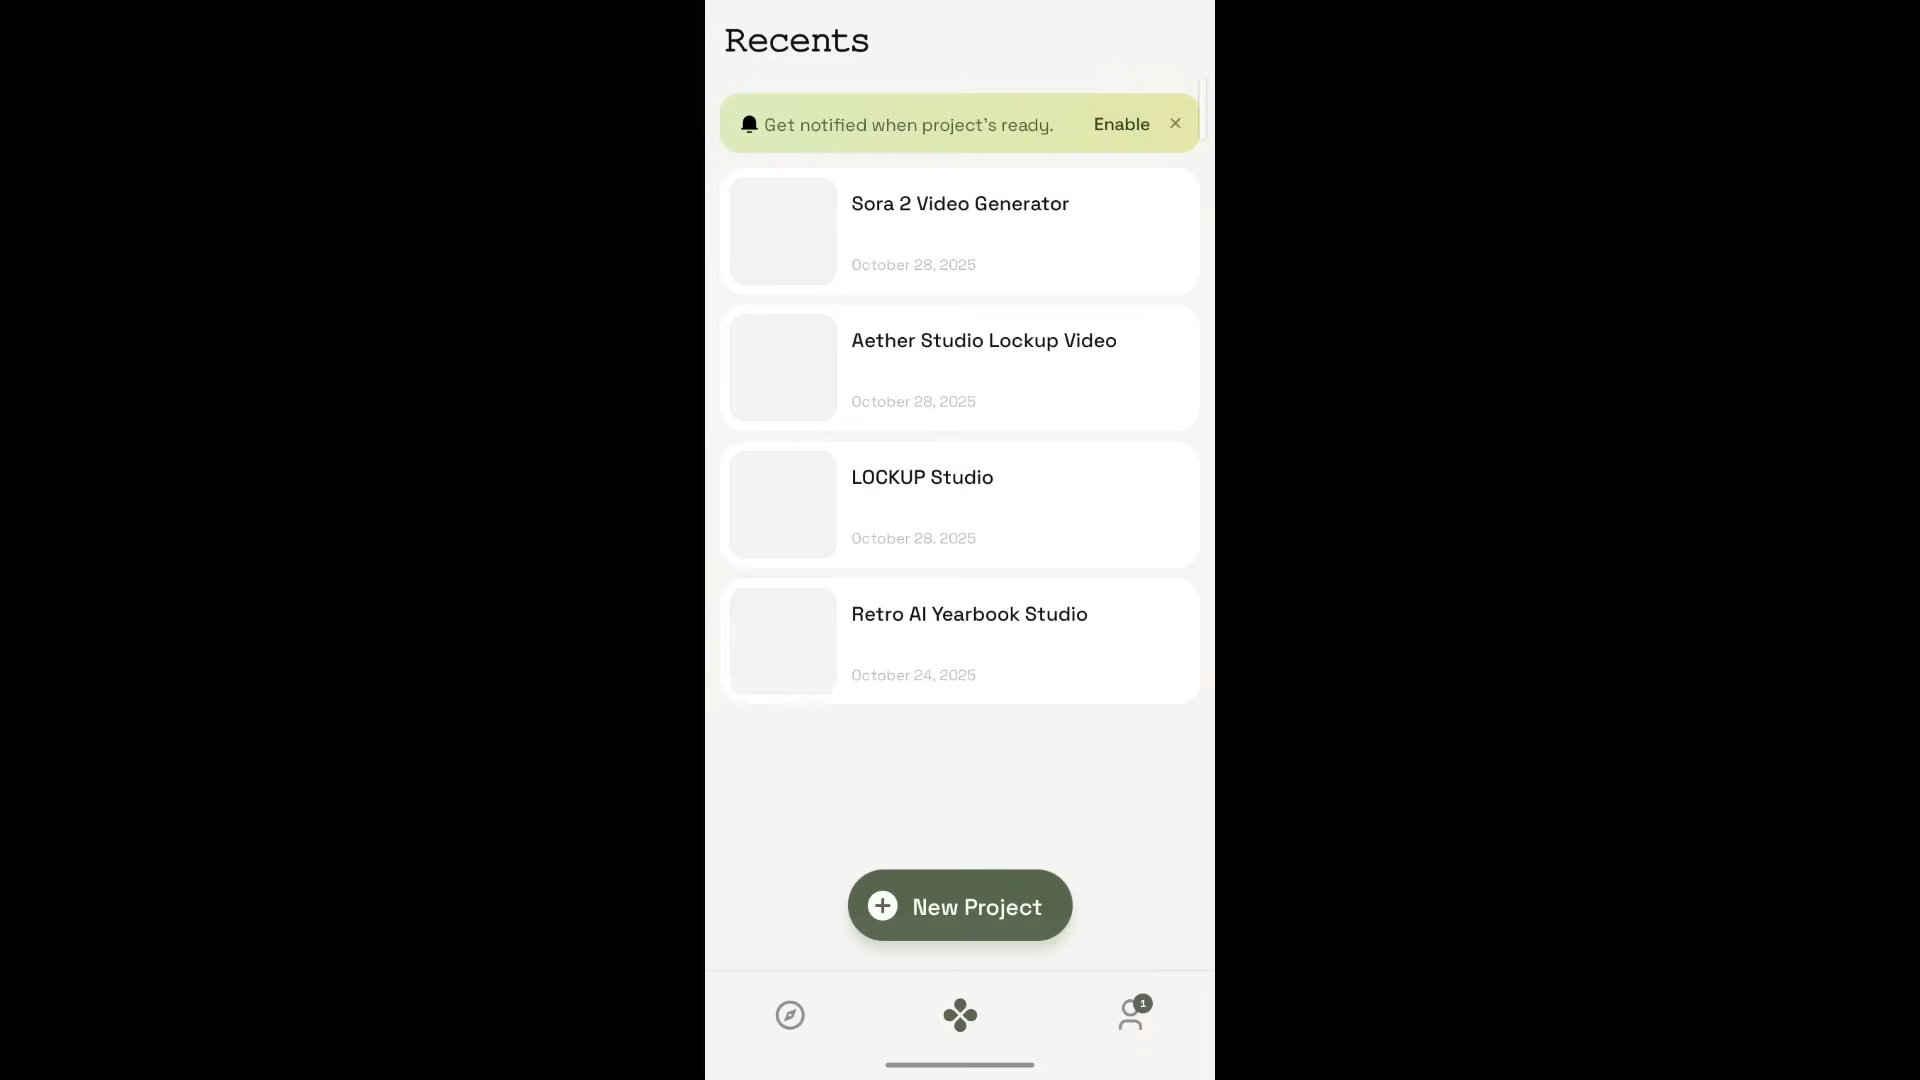 Recents
Get notified when project's ready. Enable ×
Sora 2 Video Generator
October 28, 2025
Aether Studio Lockup Video
October 28, 2025
LOCKUP Studio
October 28, 2025
Retro AI Yearbook Studio
October 24, 2025
New Project
1